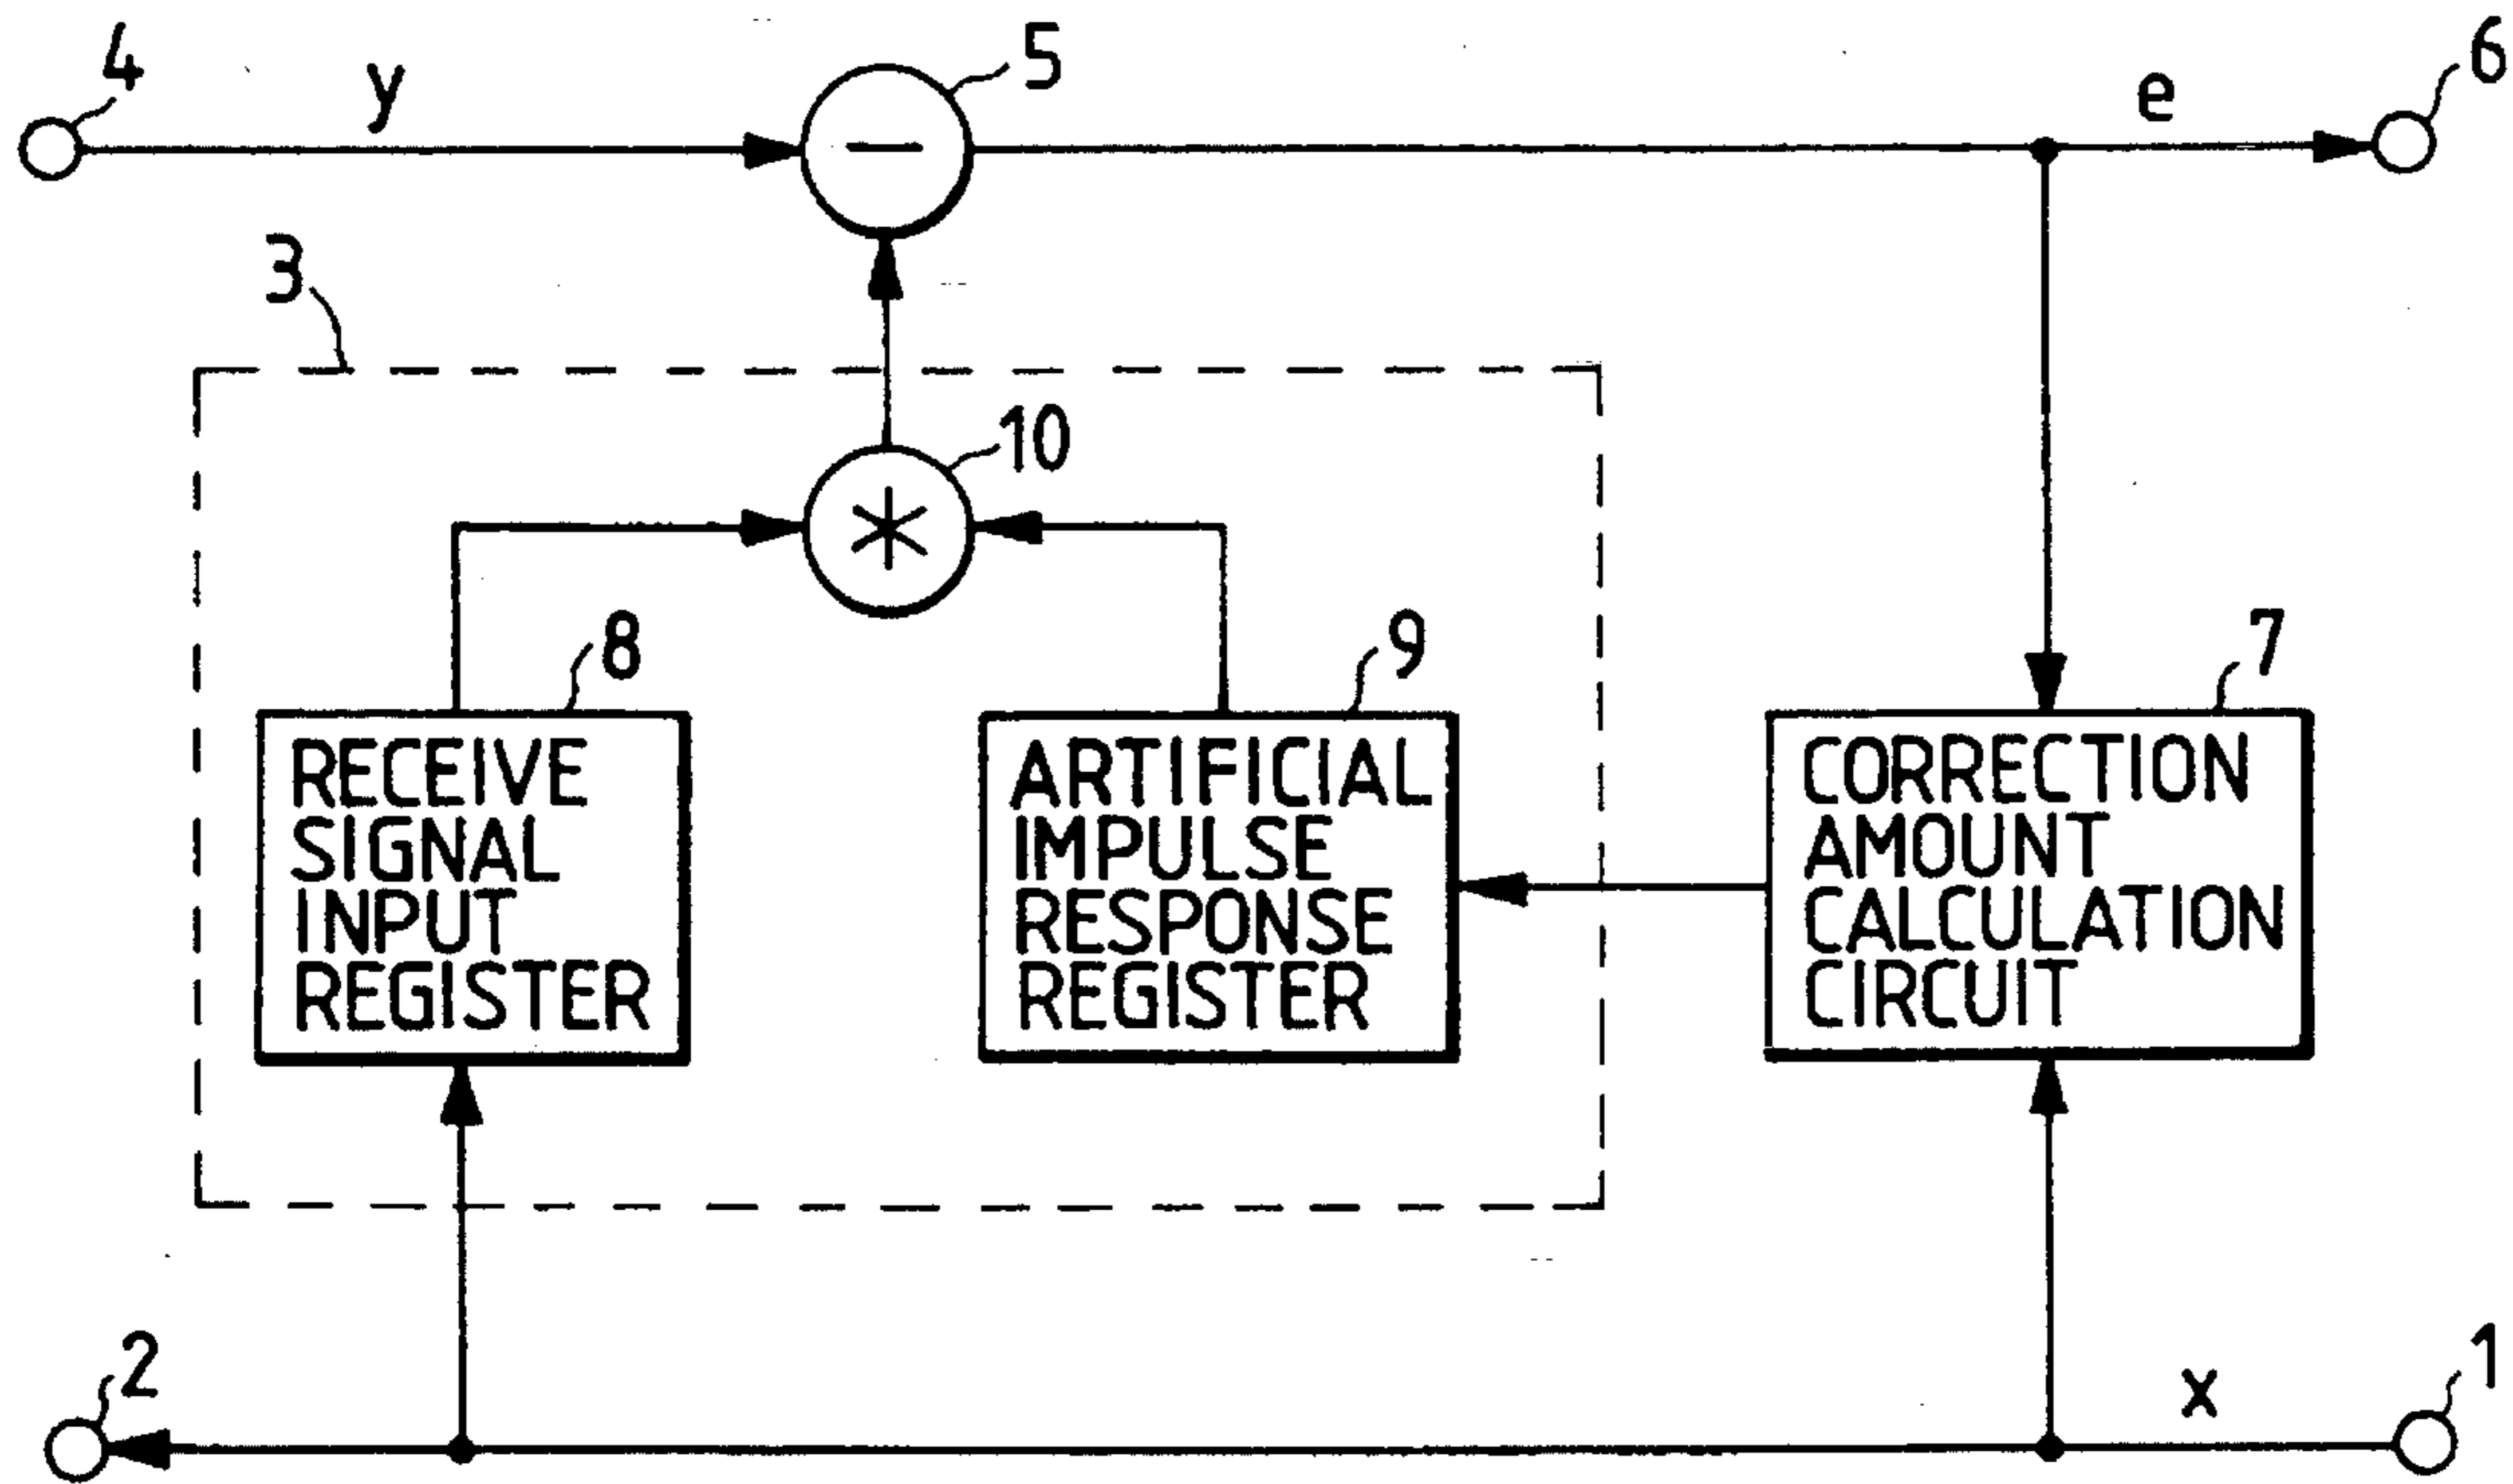 4
y
5
e
6
3
10
8
9
7
RECEIVE
SIGNAL
INPUT
REGISTER
ARTIFICIAL
IMPULSE
RESPONSE
REGISTER
CORRECTION
AMOUNT
CALCULATION
CIRCUIT
2
x
1